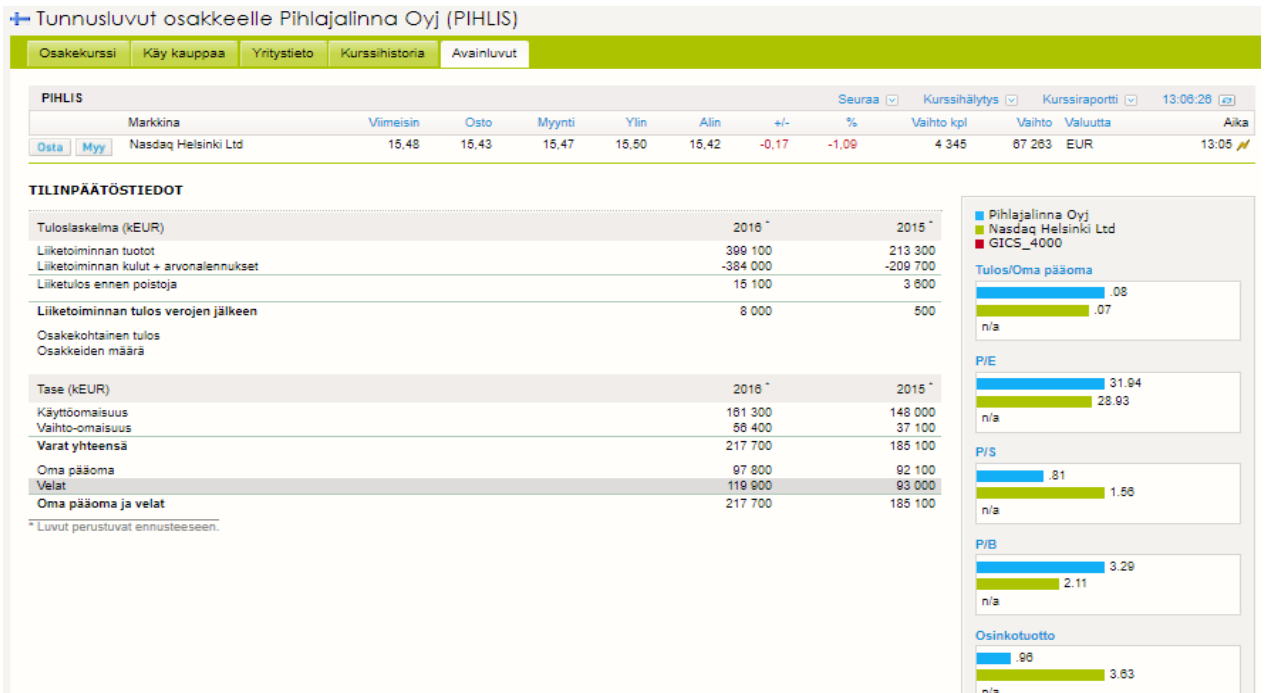 Tunnusluvut osakkeelle Pihlajalinna Oyj (PIHLIS)
Osakekurssi Käy kauppaa Yritystieto Kurssihistoria Avainluvut
PIHLIS Seuraa Kurssihälytys Kurssiraportti 13:06:26
Markkina Viimeisin Osto Myynti Ylin Alin +/- % Vaihto kpl Vaihto Valuutta Aika
Osta Myy Nasdaq Helsinki Ltd 15,48 15,43 15,47 15,50 15,42 -0,17 -1,09 4 345 67 263 EUR 13:05
TILINPÄÄTÖSTIEDOT
Tuloslaskelma (kEUR) 2016 * 2015 *
Liiketoiminnan tuotot 399 100 213 300
Liiketoiminnan kulut + arvonalennukset -384 000 -209 700
Liiketulos ennen poistoja 15 100 3 600
Liiketoiminnan tulos verojen jälkeen 8 000 500
Osakekohtainen tulos
Osakkeiden määrä
Tase (kEUR) 2016 * 2015 *
Käyttöomaisuus 161 300 148 000
Vaihto-omaisuus 56 400 37 100
Varat yhteensä 217 700 185 100
Oma pääoma 97 800 92 100
Velat 119 900 93 000
Oma pääoma ja velat 217 700 185 100
* Luvut perustuvat ennusteeseen.
Pihlajalinna Oyj
Nasdaq Helsinki Ltd
GICS_4000
Tulos/Oma pääoma
.08
.07
n/a
P/E
31.94
28.93
n/a
P/S
.81
1.56
n/a
P/B
3.29
2.11
n/a
Osinkotuotto
.96
3.63
n/a